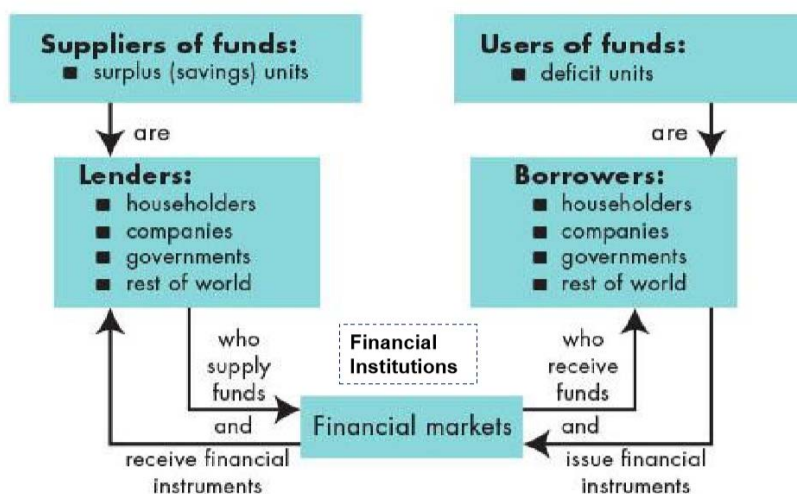 Suppliers of funds:
■ surplus (savings) units
Users of funds:
■ deficit units
are
are
Lenders:
■ householders
■ companies
■ governments
■ rest of world
Borrowers:
■ householders
■ companies
■ governments
■ rest of world
who
supply
funds
and
receive financial
instruments
Financial
Institutions
Financial markets
who
receive
funds
and
issue financial
instruments